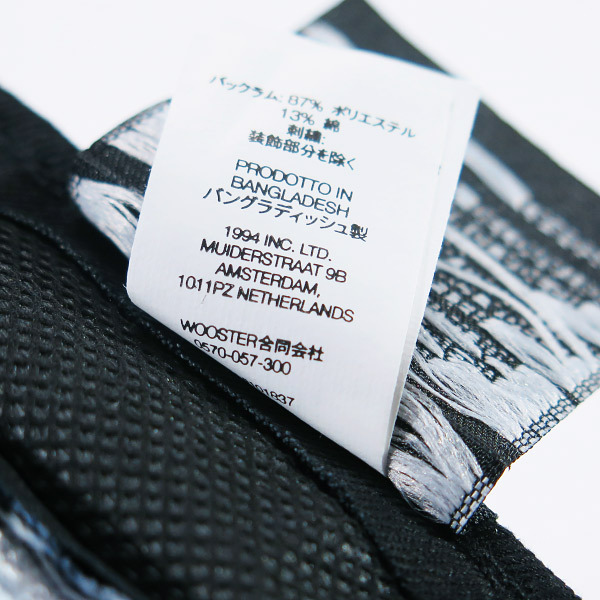 バックラム: 87% ポリエステル
13% 綿
刺繍:
装飾部分を除く
PRODOTTO IN
BANGLADESH
バングラディッシュ製
1994 INC. LTD.
MUIDERSTRAAT 9B
AMSTERDAM,
1011PZ NETHERLANDS
WOOSTER合同会社
0570-057-300